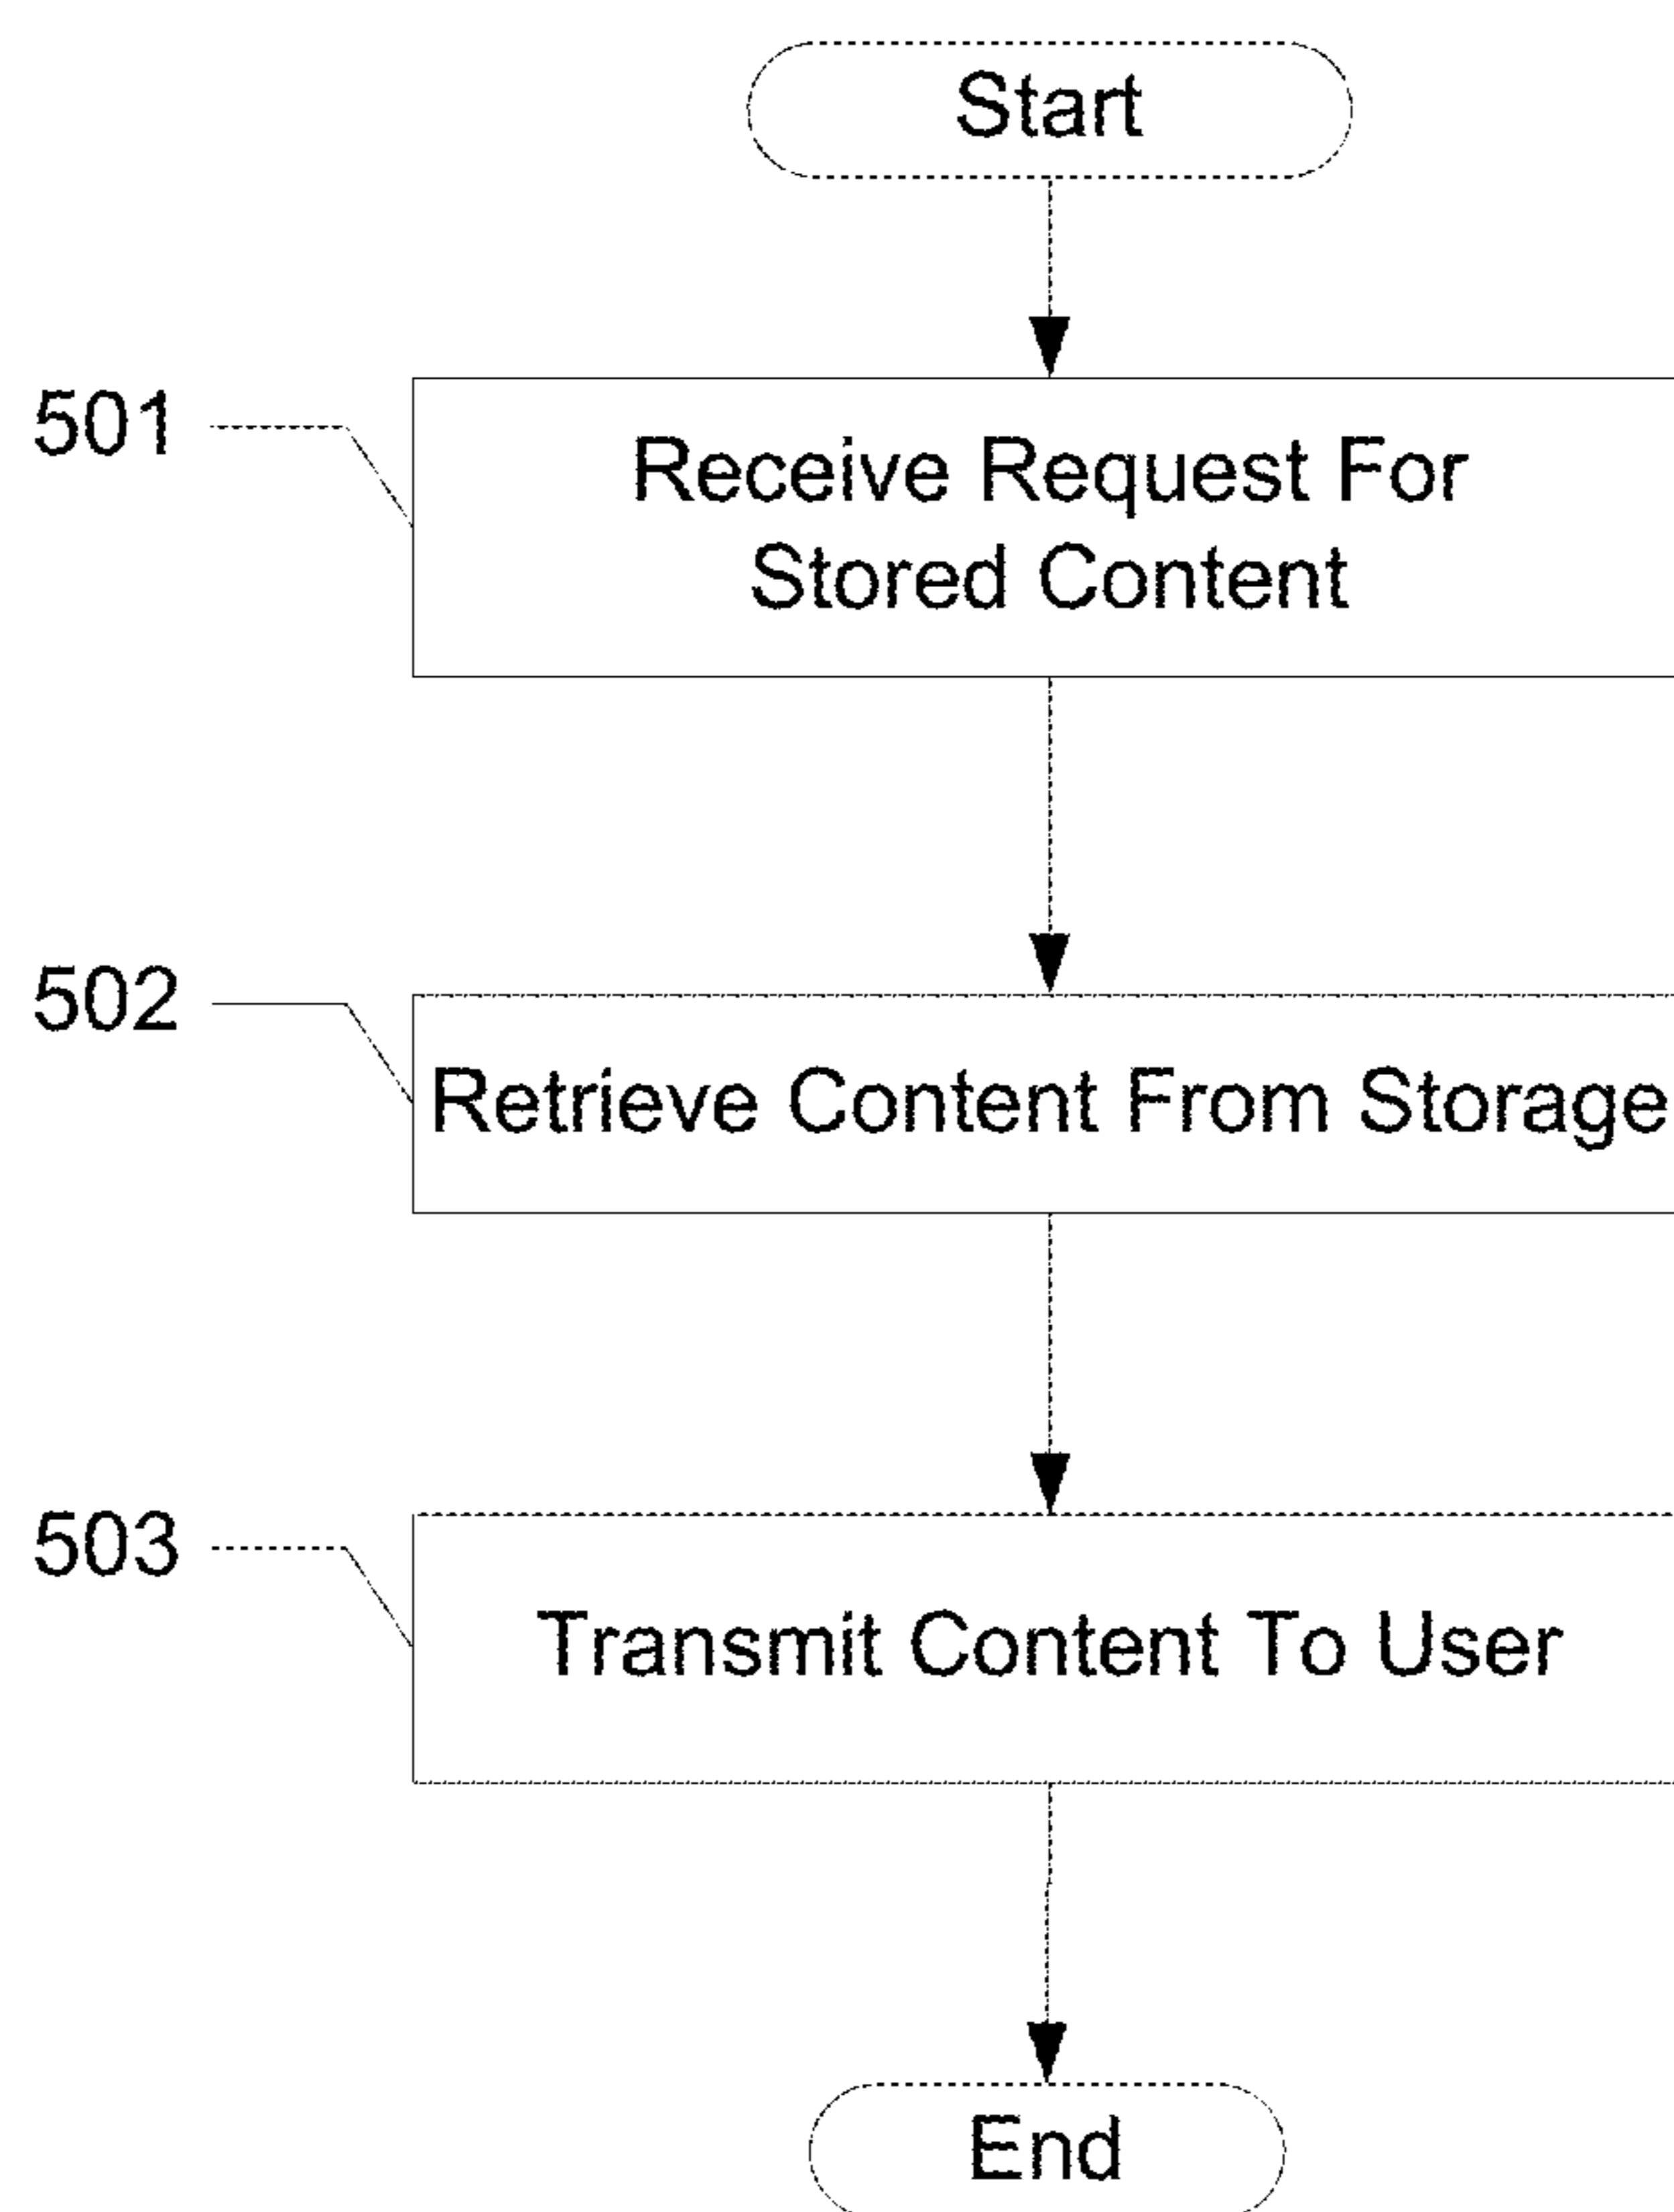 Start
501
Receive Request For
Stored Content
502
Retrieve Content From Storage
503
Transmit Content To User
End